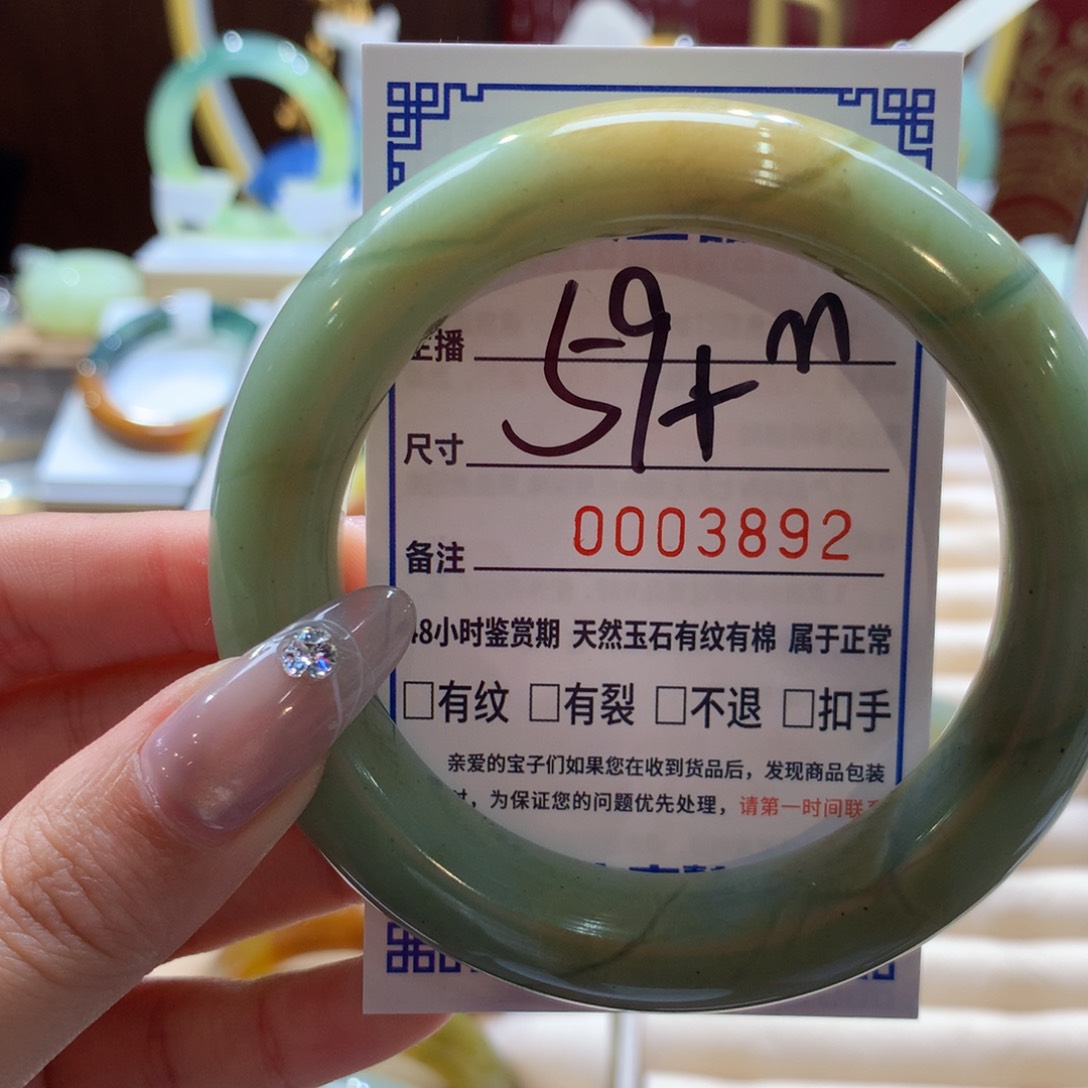 主播
59+ m
尺寸
0003892
备注
48小时鉴赏期 天然玉石有纹有棉 属于正常
□有纹 □有裂 □不退 □扣手
亲爱的宝子们如果您在收到货品后，发现商品包装
时，为保证您的问题优先处理，请第一时间联系